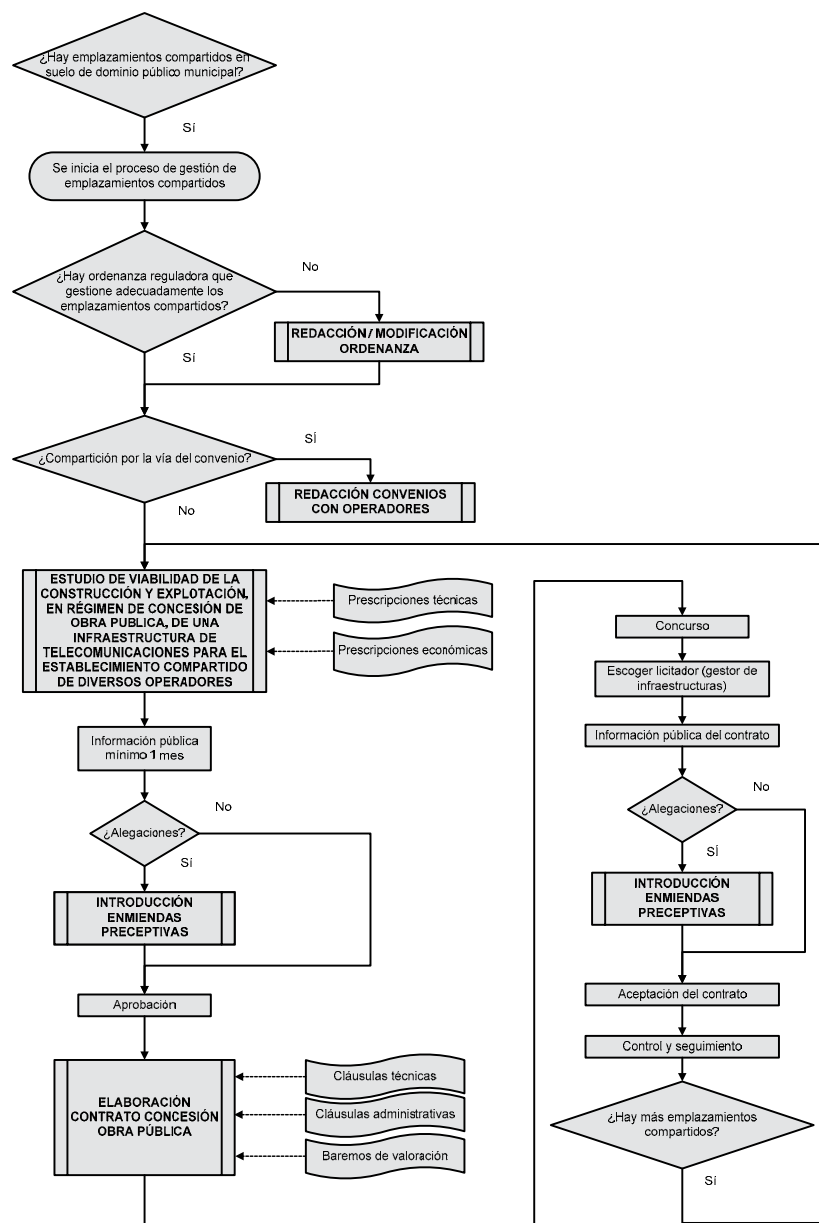 ¿Hay emplazamientos compartidos en
suelo de dominio público municipal?
Sí
Se inicia el proceso de gestión de
emplazamientos compartidos
¿Hay ordenanza reguladora que
gestione adecuadamente los
emplazamientos compartidos?
No
REDACCIÓN / MODIFICACIÓN
ORDENANZA
Sí
¿Compartición por la vía del convenio?
SÍ
REDACCIÓN CONVENIOS
CON OPERADORES
No
ESTUDIO DE VIABILIDAD DE LA
CONSTRUCCIÓN Y EXPLOTACIÓN,
EN RÉGIMEN DE CONCESIÓN DE
OBRA PUBLICA, DE UNA
INFRAESTRUCTURA DE
TELECOMUNICACIONES PARA EL
ESTABLECIMIENTO COMPARTIDO
DE DIVERSOS OPERADORES
Prescripciones técnicas
Prescripciones económicas
Información pública
mínimo 1 mes
¿Alegaciones?
No
Sí
INTRODUCCIÓN
ENMIENDAS
PRECEPTIVAS
Aprobación
ELABORACIÓN
CONTRATO CONCESIÓN
OBRA PÚBLICA
Cláusulas técnicas
Cláusulas administrativas
Baremos de valoración
Concurso
Escoger licitador (gestor de
infraestructuras)
Información pública del contrato
¿Alegaciones?
No
SÍ
INTRODUCCIÓN
ENMIENDAS
PRECEPTIVAS
Aceptación del contrato
Control y seguimiento
¿Hay más emplazamientos
compartidos?
Sí